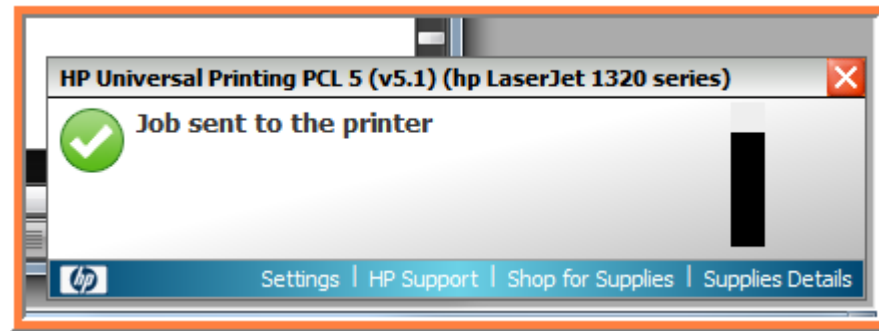 HP Universal Printing PCL 5 (v5.1) (hp LaserJet 1320 series)
Job sent to the printer
hp Settings | HP Support | Shop for Supplies | Supplies Details